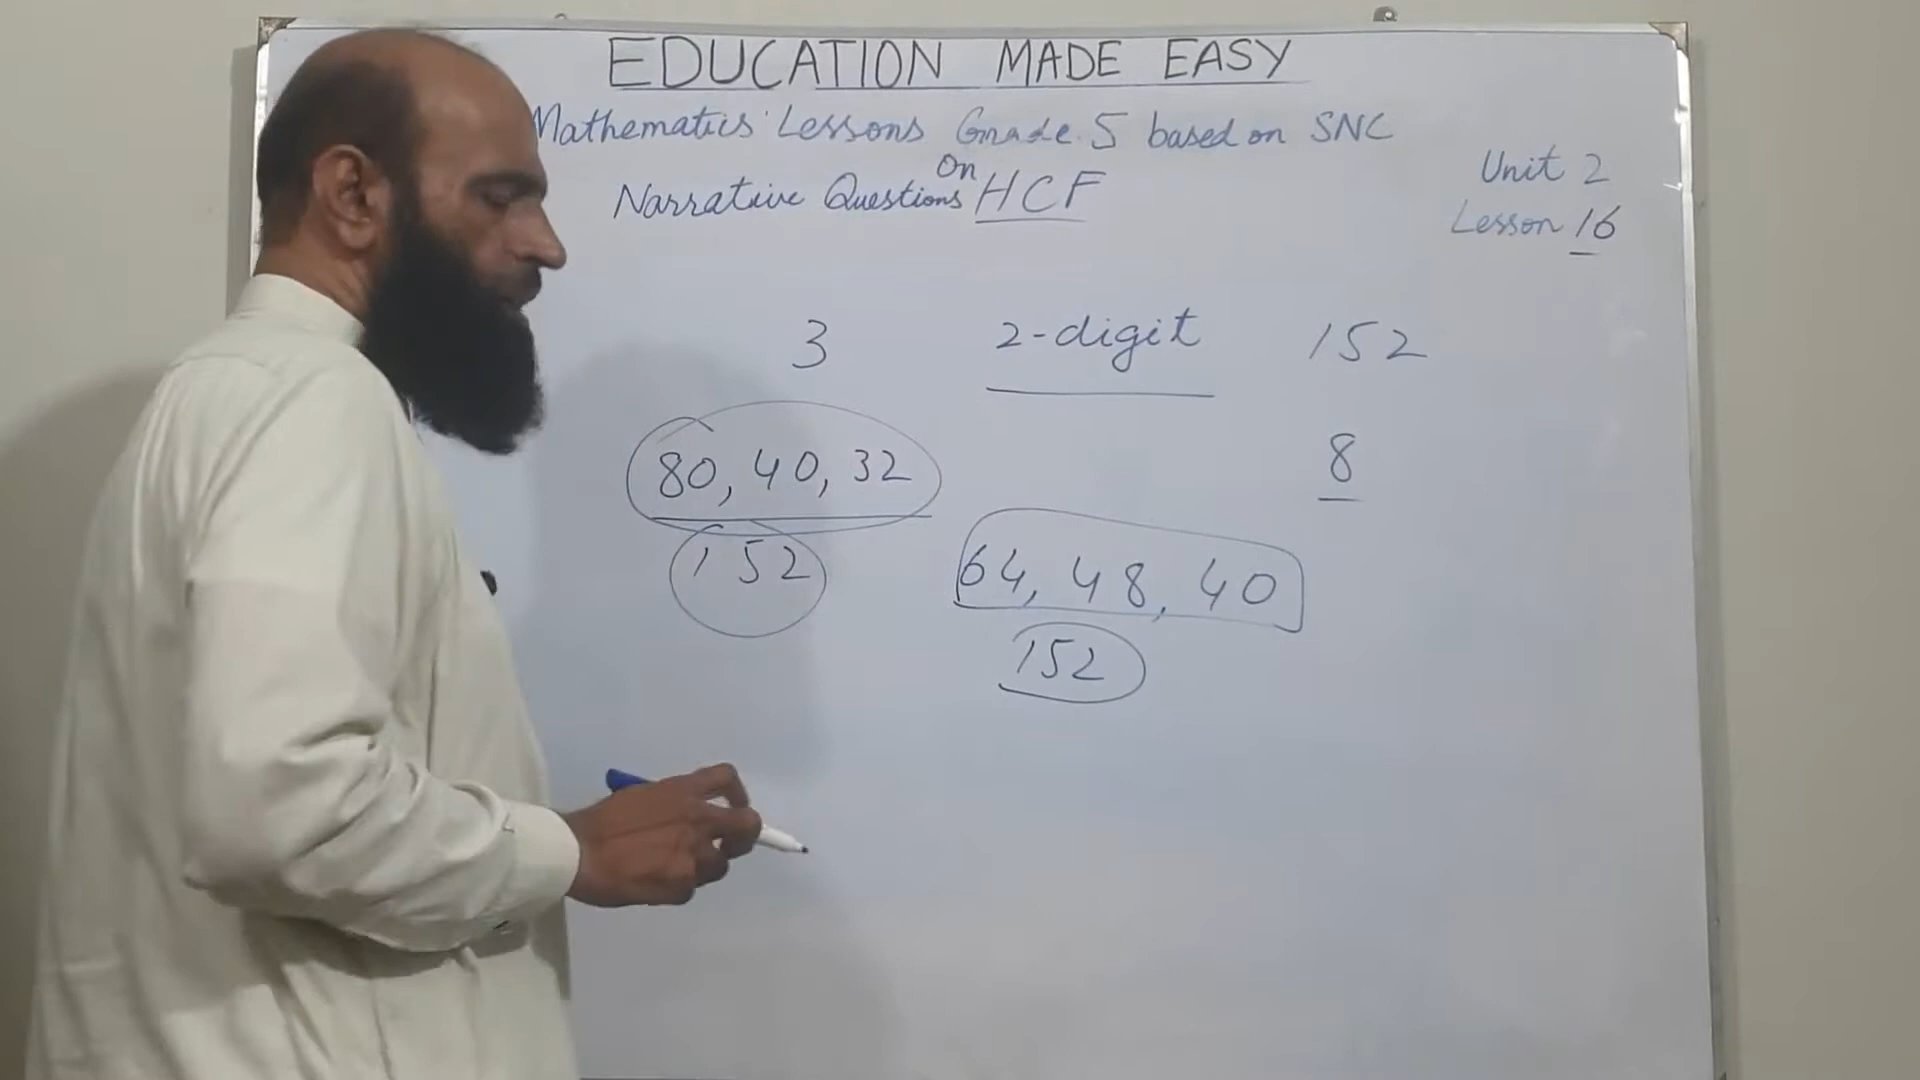 EDUCATION MADE EASY
Mathematics Lessons Grade 5 based on SNC
Narrative Questions On HCF
Unit 2
Lesson 16
3 2-digit 152
80, 40, 32
8
152
64, 48, 40
152